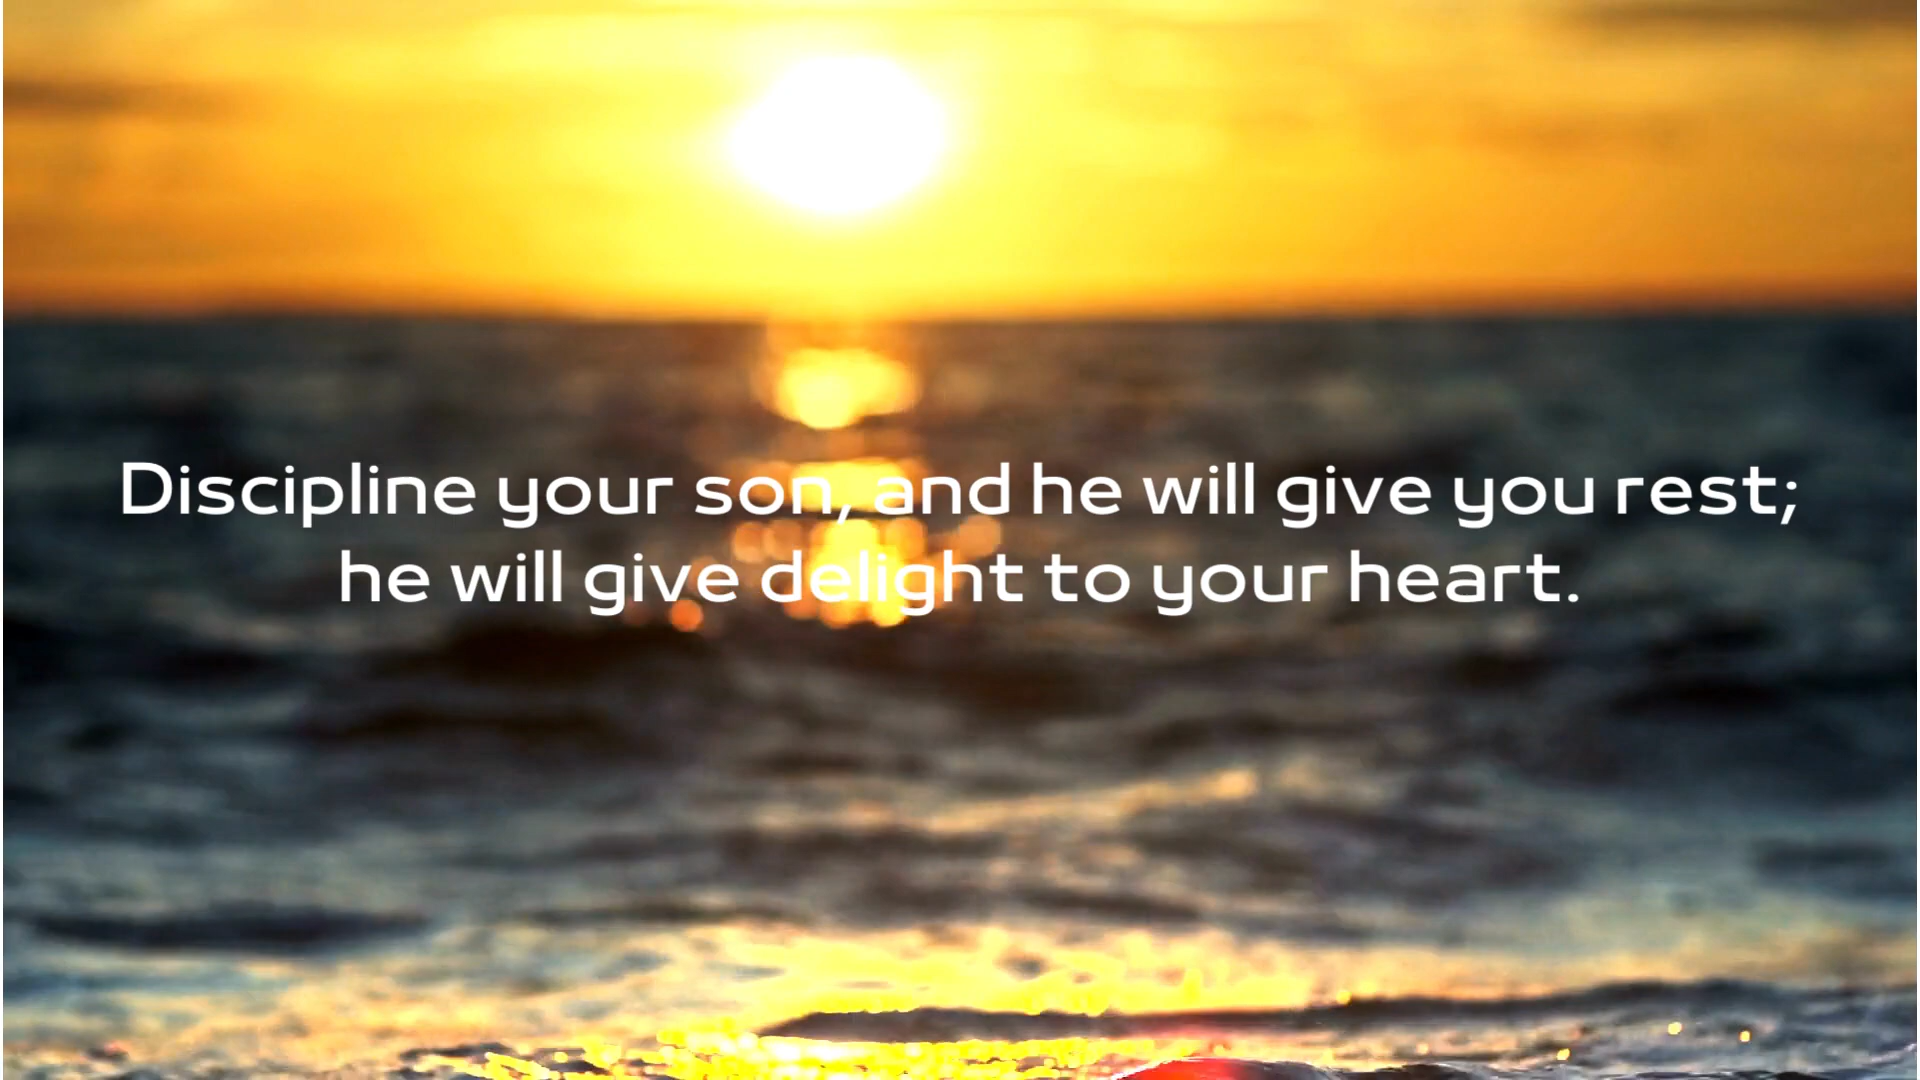 Discipline your son, and he will give you rest;
he will give delight to your heart.